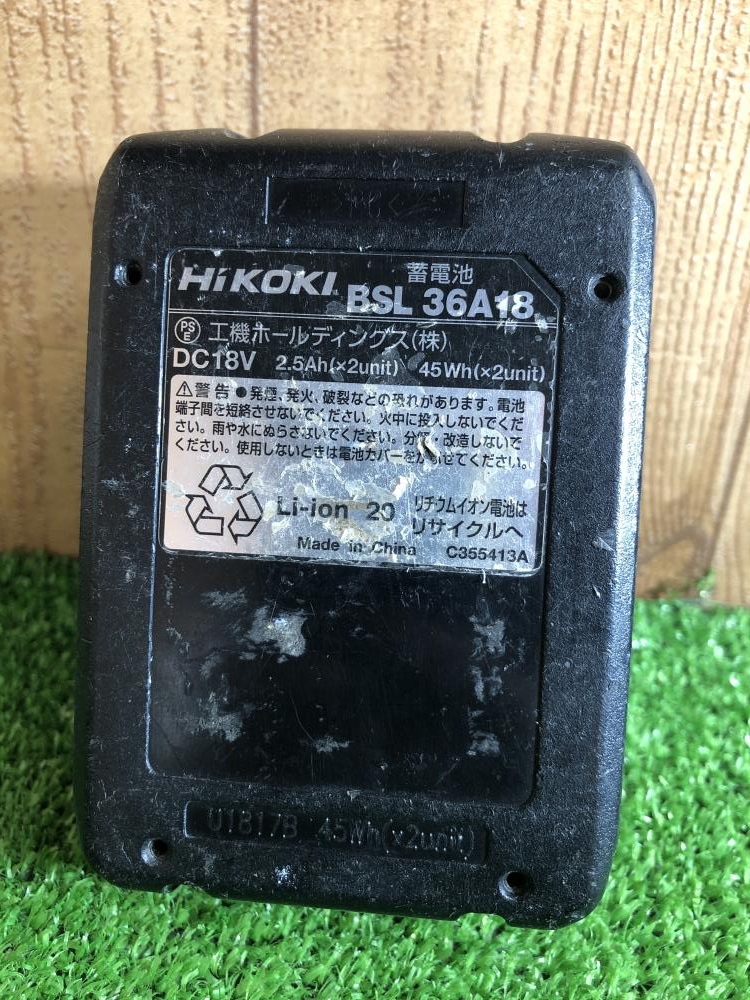 蓄電池
HiKOKI BSL 36A18
PSE 工機ホールディングス(株)
DC18V 2.5Ah(×2unit) 45Wh(×2unit)
⚠警告 ●発煙、発火、破裂などの恐れがあります。電池
端子間を短絡させないでください。火中に投入しないでくだ
さい。雨や水にぬらさないでください。分解・改造しないで
ください。使用しないときは電池カバーをかぶせてください。
Li-ion 20 リチウムイオン電池は
リサイクルへ
Made in China C355413A
U1817B 45Wh(×2unit)